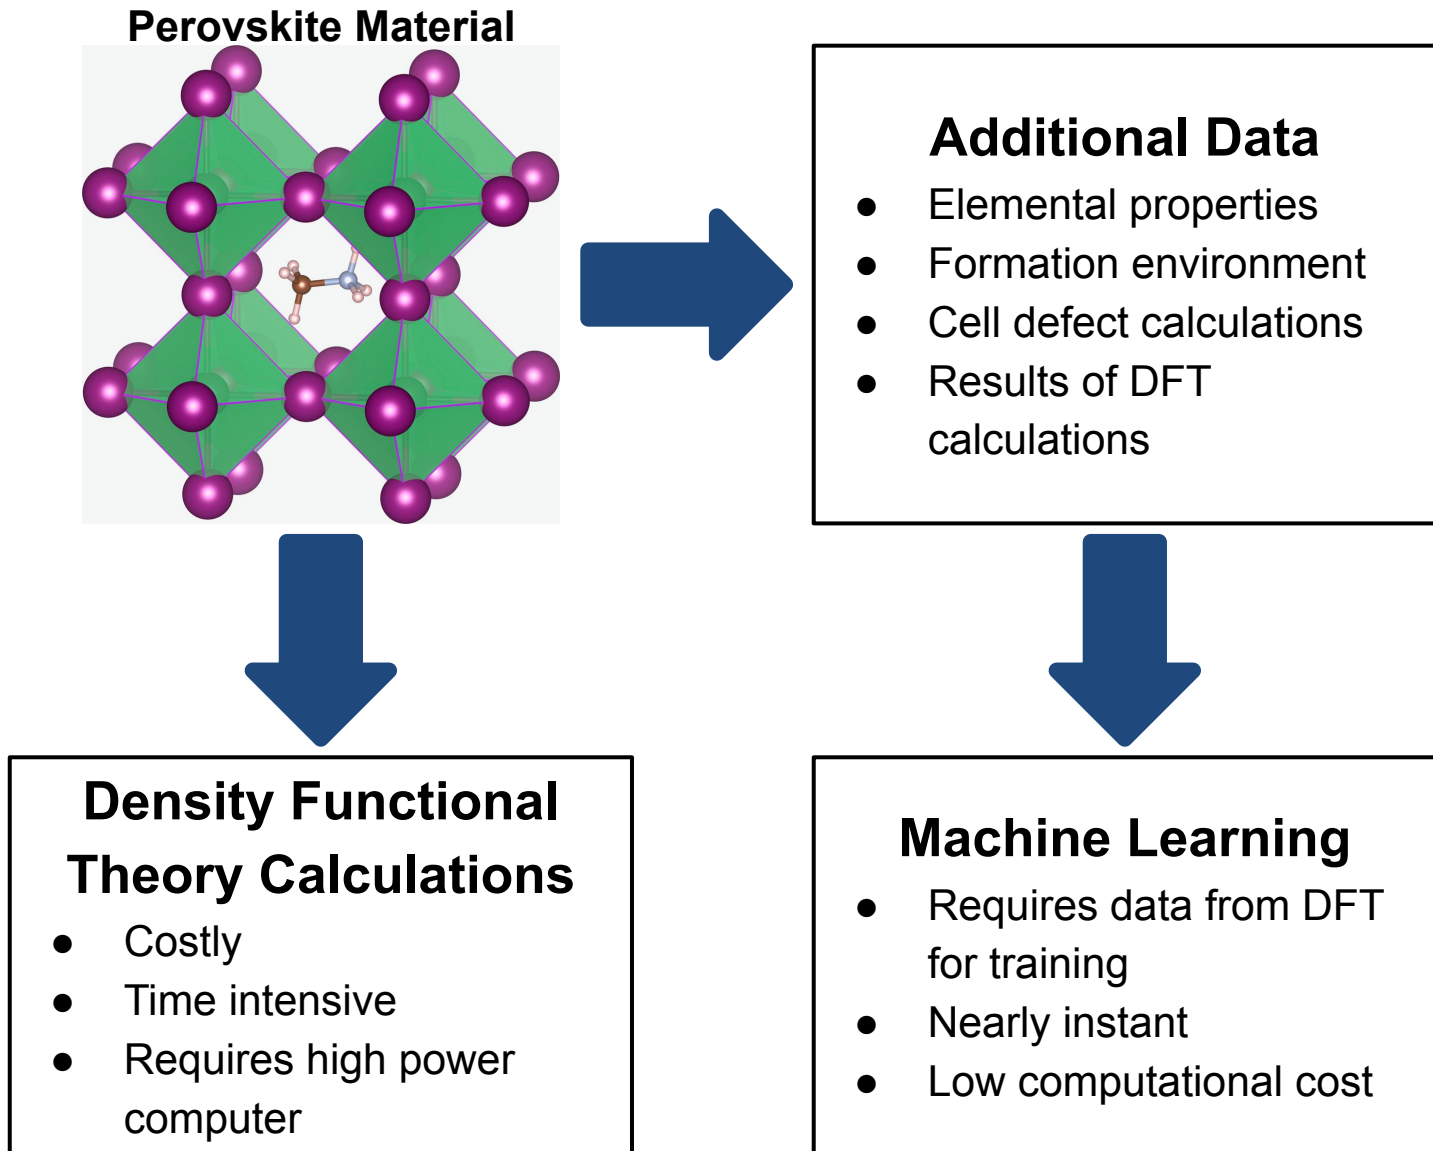 Perovskite Material
Additional Data
● Elemental properties
● Formation environment
● Cell defect calculations
● Results of DFT
calculations
Density Functional
Theory Calculations
● Costly
● Time intensive
● Requires high power
computer
Machine Learning
● Requires data from DFT
for training
● Nearly instant
● Low computational cost